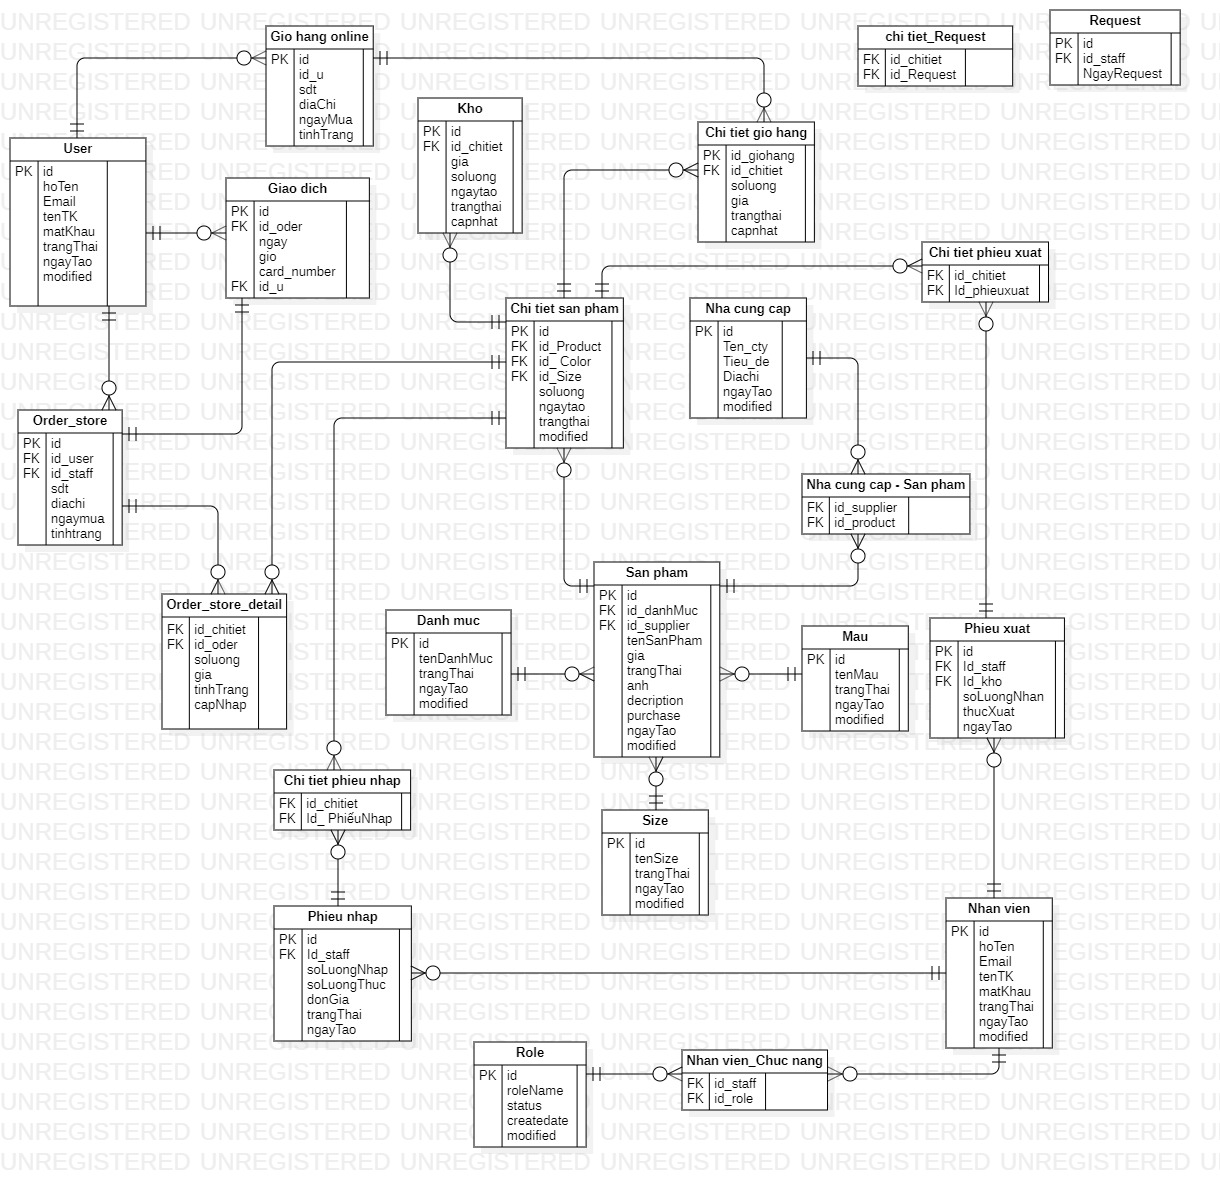 Gio hang online
PK id
id_u
sdt
diaChi
ngayMua
tinhTrang
chi tiet_Request
FK id_chitiet
FK id_Request
Request
PK id
FK id_staff
NgayRequest
Kho
PK id
FK id_chitiet
gia
soluong
ngaytao
trangthai
capnhat
Chi tiet gio hang
PK id_giohang
FK id_chitiet
soluong
gia
trangthai
capnhat
User
PK id
hoTen
Email
tenTK
matKhau
trangThai
ngayTao
modified
Giao dich
PK id
FK id_oder
ngay
gio
card_number
FK id_u
Chi tiet phieu xuat
FK id_chitiet
FK Id_phieuxuat
Chi tiet san pham
PK id
FK id_Product
FK id_ Color
FK id_Size
soluong
ngaytao
trangthai
modified
Nha cung cap
PK id
Ten_cty
Tieu_de
Diachi
ngayTao
modified
Order_store
PK id
FK id_user
FK id_staff
sdt
diachi
ngaymua
tinhtrang
Nha cung cap - San pham
FK id_supplier
FK id_product
Order_store_detail
FK id_chitiet
FK id_oder
soluong
gia
tinhTrang
capNhap
Danh muc
PK id
tenDanhMuc
trangThai
ngayTao
modified
San pham
PK id
FK id_danhMuc
FK id_supplier
tenSanPham
gia
trangThai
anh
decription
purchase
ngayTao
modified
Mau
PK id
tenMau
trangThai
ngayTao
modified
Phieu xuat
PK id
FK Id_staff
FK Id_kho
soLuongNhan
thucXuat
ngayTao
Chi tiet phieu nhap
FK id_chitiet
FK Id_ PhiếuNhap
Size
PK id
tenSize
trangThai
ngayTao
modified
Phieu nhap
PK id
FK Id_staff
soLuongNhap
soLuongThuc
donGia
trangThai
ngayTao
Nhan vien
PK id
hoTen
Email
tenTK
matKhau
trangThai
ngayTao
modified
Role
PK id
roleName
status
createdate
modified
Nhan vien_Chuc nang
FK id_staff
FK id_role
UNREGISTERED